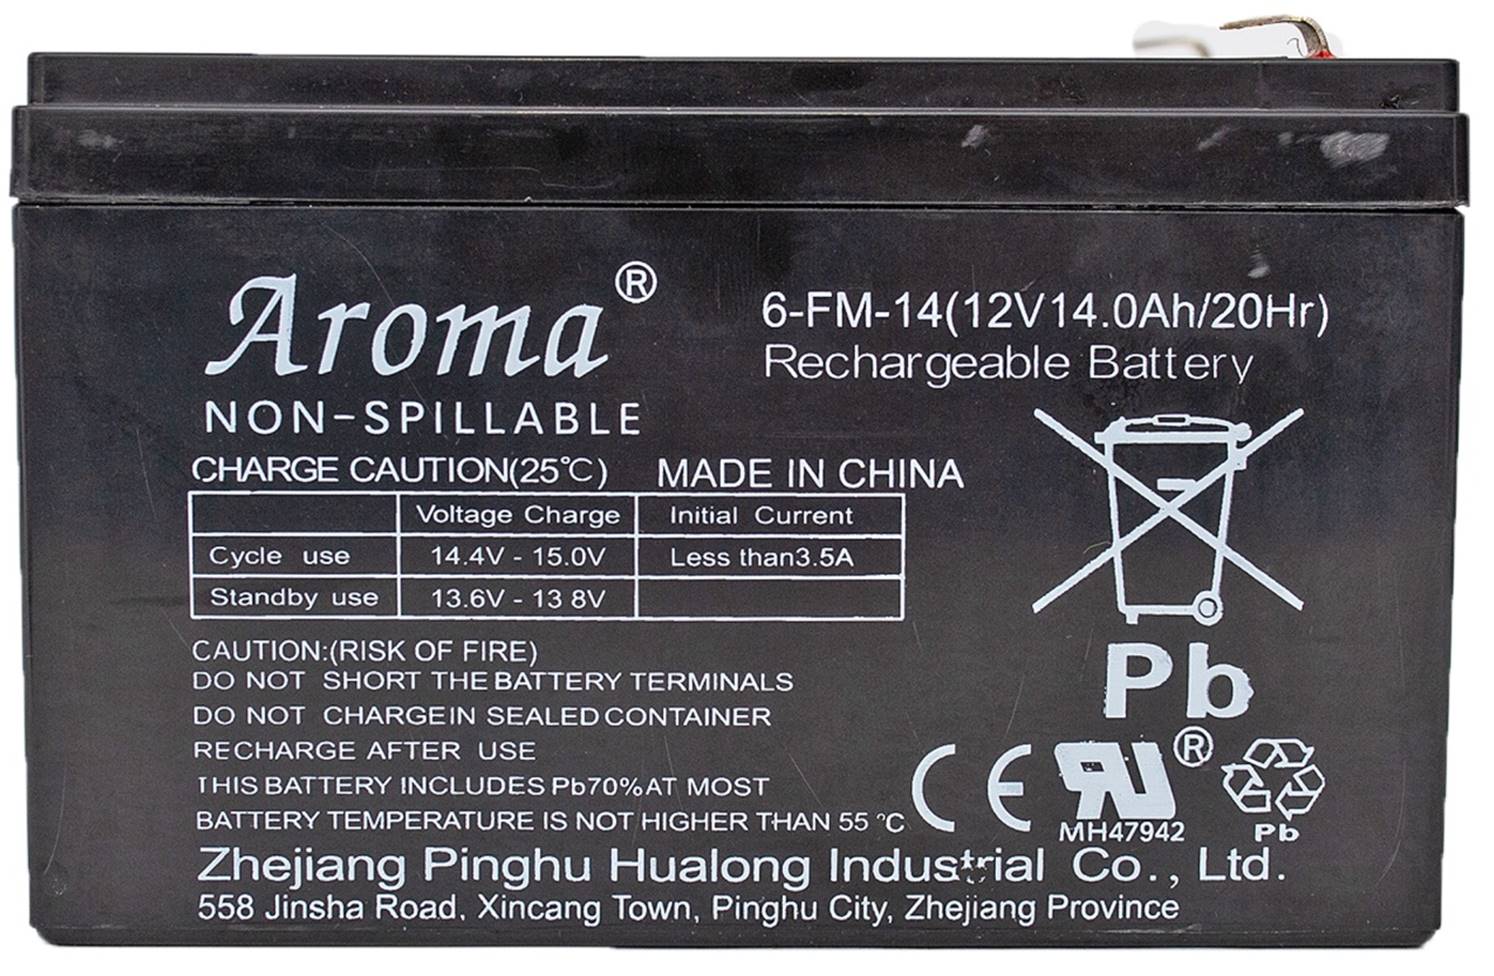 Aroma®
NON-SPILLABLE
6-FM-14(12V14.0Ah/20Hr)
Rechargeable Battery
CHARGE CAUTION(25℃)
MADE IN CHINA
Voltage Charge Initial Current
Cycle use 14.4V - 15.0V Less than3.5A
Standby use 13.6V - 13 8V
CAUTION:(RISK OF FIRE)
DO NOT SHORT THE BATTERY TERMINALS
DO NOT CHARGE IN SEALED CONTAINER
RECHARGE AFTER USE
THIS BATTERY INCLUDES Pb70% AT MOST
BATTERY TEMPERATURE IS NOT HIGHER THAN 55 ℃
Pb
CE RU®
MH47942
Pb
Zhejiang Pinghu Hualong Industrial Co., Ltd.
558 Jinsha Road, Xincang Town, Pinghu City, Zhejiang Province